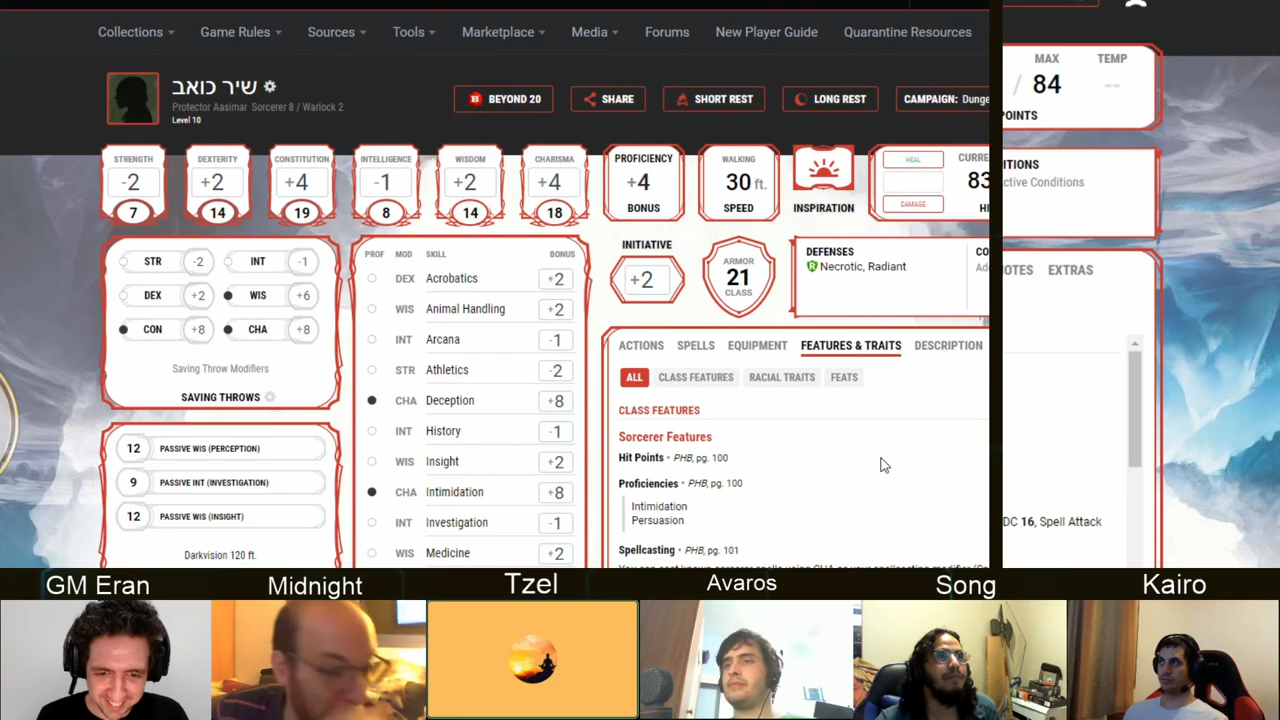 Collections Game Rules Sources Tools Marketplace Media Forums New Player Guide Quarantine Resources
שיר כואב
Protector Aasimar Sorcerer 8 / Warlock 2
Level 10
BEYOND 20 SHARE SHORT REST LONG REST CAMPAIGN: Dunge
MAX TEMP
/ 84 --
POINTS
STRENGTH DEXTERITY CONSTITUTION INTELLIGENCE WISDOM CHARISMA
-2 +2 +4 -1 +2 +4
7 14 19 8 14 18
PROFICIENCY
+4
BONUS
WALKING
30 ft.
SPEED
INSPIRATION
HEAL
DAMAGE
CURRE
83
HI
DITIONS
ctive Conditions
STR -2 INT -1
DEX +2 WIS +6
CON +8 CHA +8
Saving Throw Modifiers
SAVING THROWS
12 PASSIVE WIS (PERCEPTION)
9 PASSIVE INT (INVESTIGATION)
12 PASSIVE WIS (INSIGHT)
Darkvision 120 ft.
PROF MOD SKILL BONUS
DEX Acrobatics +2
WIS Animal Handling +2
INT Arcana -1
STR Athletics -2
CHA Deception +8
INT History -1
WIS Insight +2
CHA Intimidation +8
INT Investigation -1
WIS Medicine +2
INITIATIVE
+2
ARMOR
21
CLASS
DEFENSES
R Necrotic, Radiant
CO
Ad
ACTIONS SPELLS EQUIPMENT FEATURES & TRAITS DESCRIPTION
OTES EXTRAS
ALL CLASS FEATURES RACIAL TRAITS FEATS
CLASS FEATURES
Sorcerer Features
Hit Points • PHB, pg. 100
Proficiencies • PHB, pg. 100
Intimidation
Persuasion
Spellcasting • PHB, pg. 101
DC 16, Spell Attack
GM Eran Midnight Tzel Avaros Song Kairo